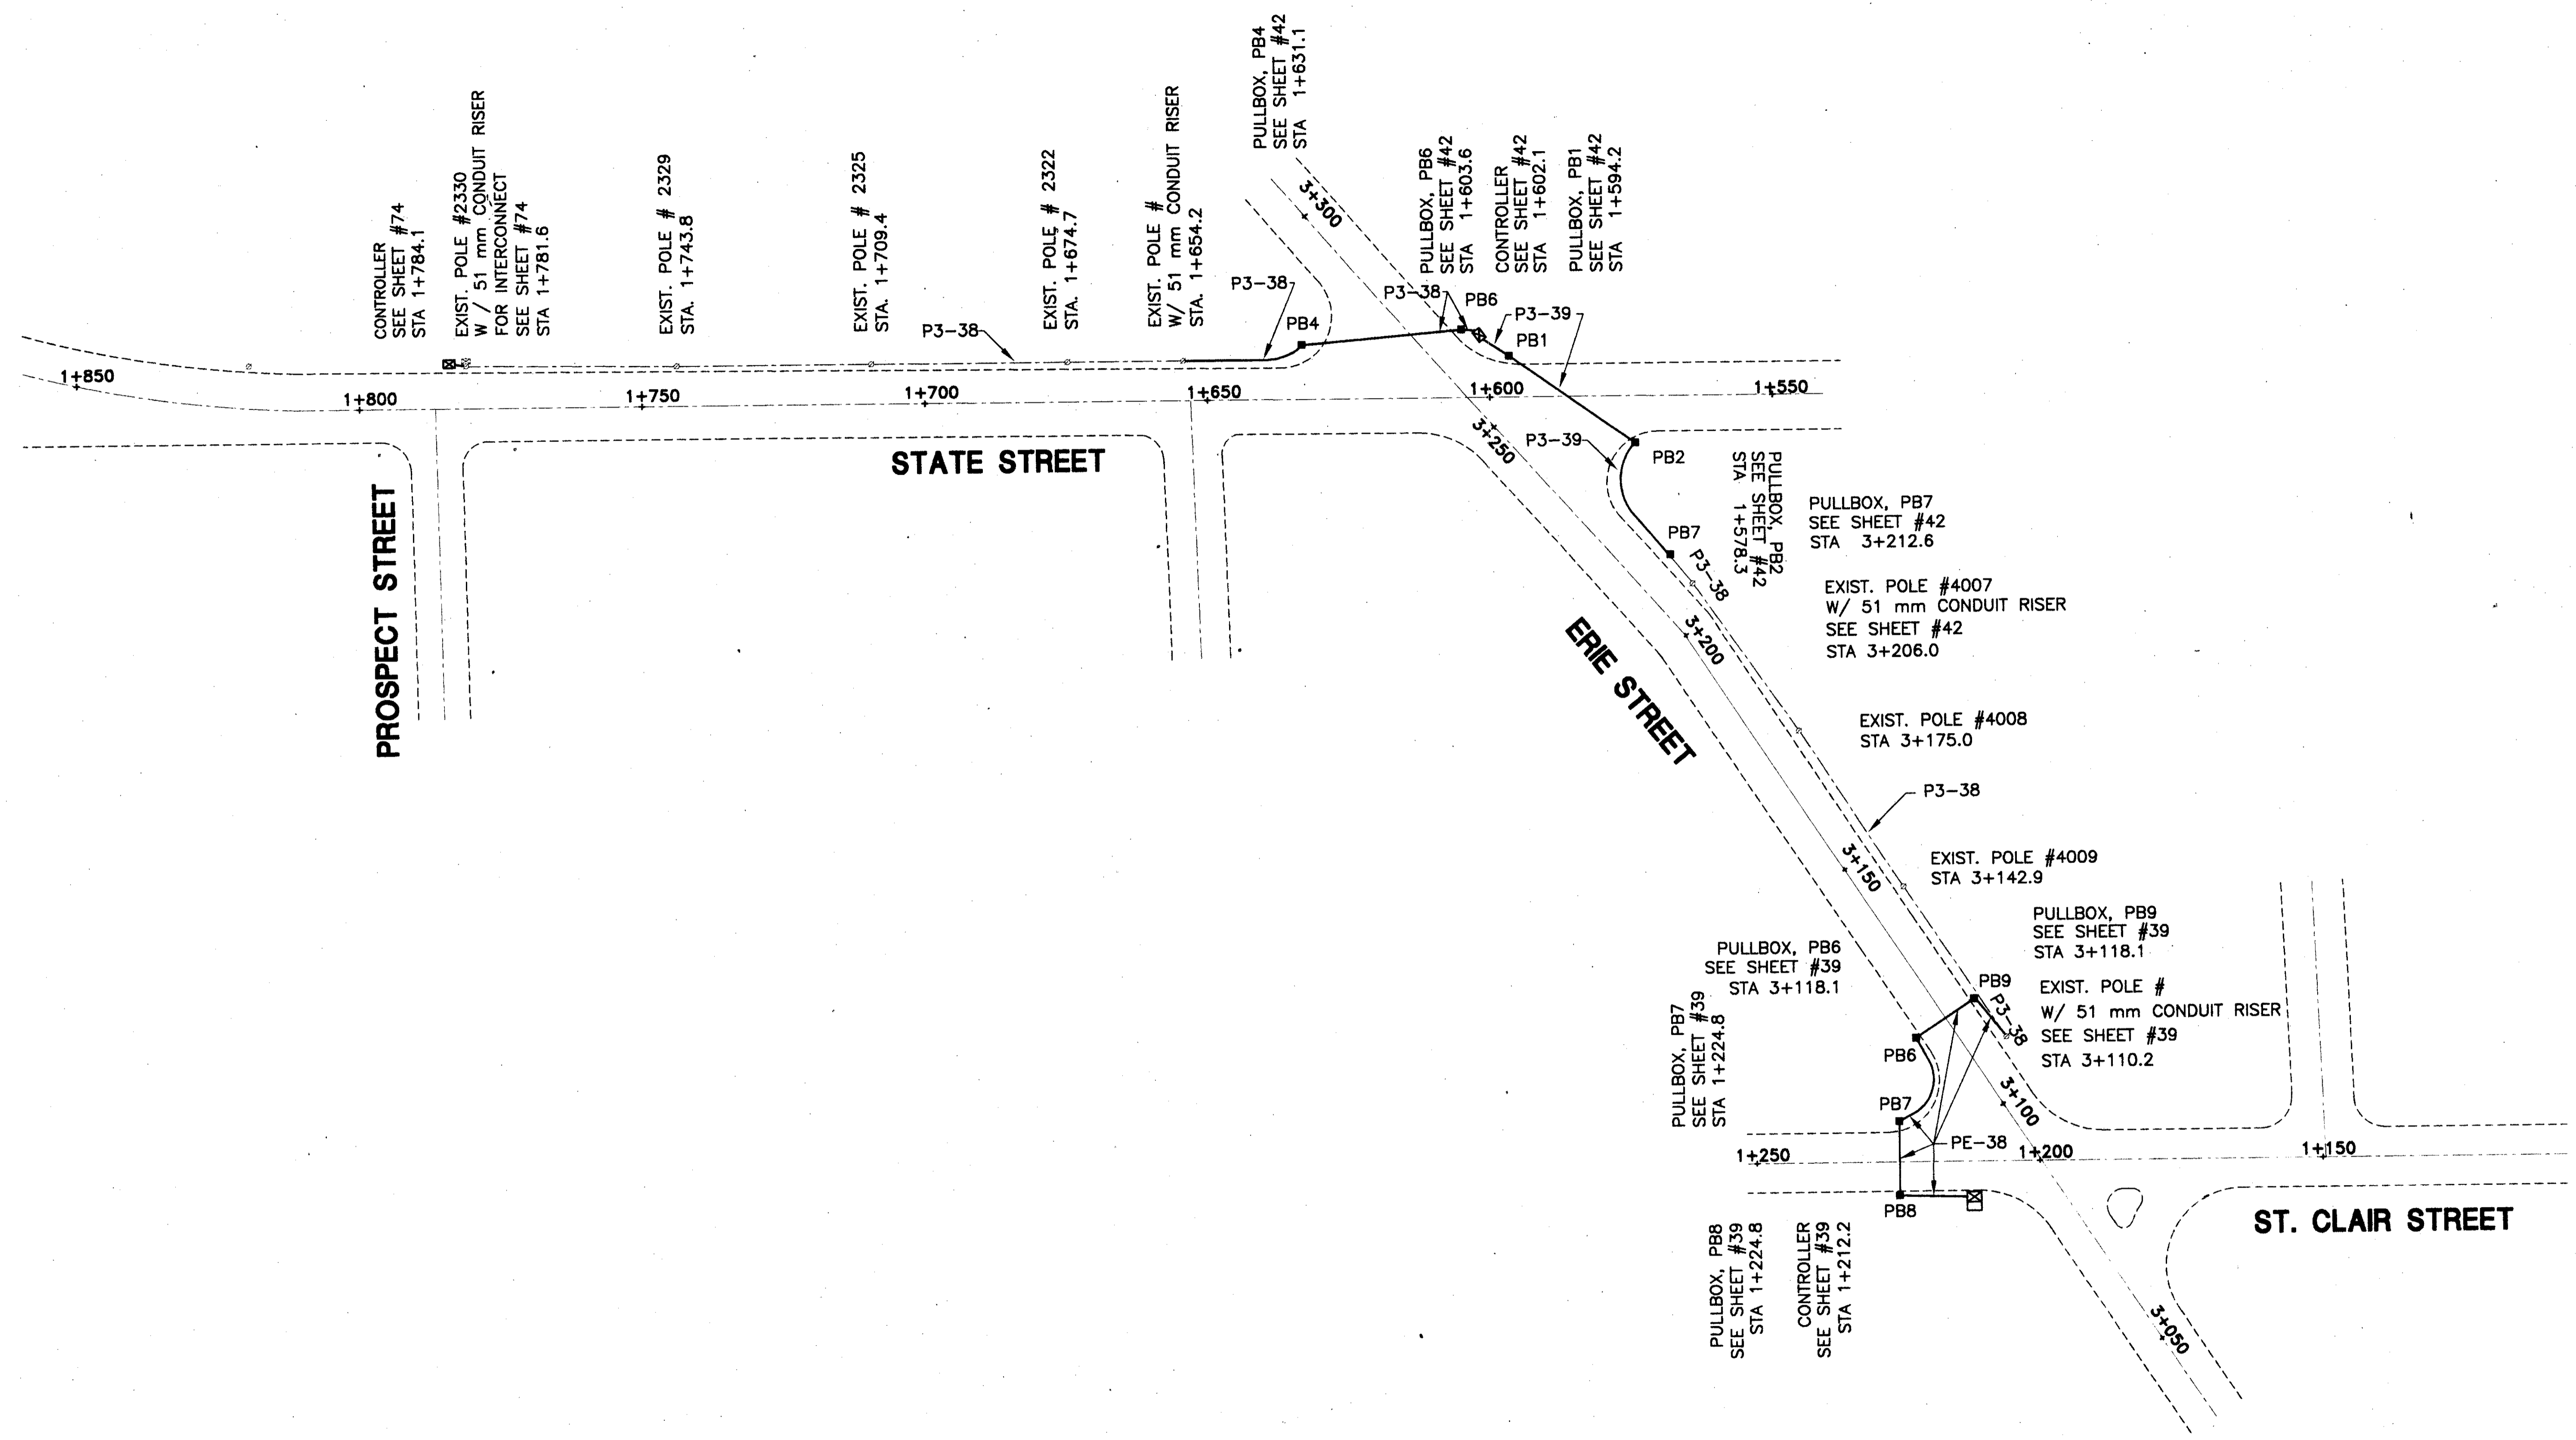 CONTROLLER
SEE SHEET #74
STA 1+784.1
EXIST. POLE #2330
W/ 51 mm CONDUIT RISER
FOR INTERCONNECT
SEE SHEET #74
STA 1+781.6
EXIST. POLE # 2329
STA. 1+743.8
EXIST. POLE # 2325
STA. 1+709.4
EXIST. POLE # 2322
STA. 1+674.7
EXIST. POLE #
W/ 51 mm CONDUIT RISER
STA. 1+654.2
PULLBOX, PB4
SEE SHEET #42
STA 1+631.1
PULLBOX, PB6
SEE SHEET #42
STA 1+603.6
CONTROLLER
SEE SHEET #42
STA 1+602.1
PULLBOX, PB1
SEE SHEET #42
STA 1+594.2
3+300
P3-38
P3-38
PB6
P3-39
P3-38
PB4
PB1
1+850
1+800
1+750
1+700
1+650
1+600
1+550
3+250
P3-39
PB2
STATE STREET
PROSPECT STREET
PULLBOX, PB2
SEE SHEET #42
STA 1+578.3
PULLBOX, PB7
SEE SHEET #42
STA 3+212.6
PB7
P3-38
EXIST. POLE #4007
W/ 51 mm CONDUIT RISER
SEE SHEET #42
STA 3+206.0
3+200
ERIE STREET
EXIST. POLE #4008
STA 3+175.0
P3-38
3+150
EXIST. POLE #4009
STA 3+142.9
PULLBOX, PB9
SEE SHEET #39
STA 3+118.1
PULLBOX, PB6
SEE SHEET #39
STA 3+118.1
PB9
P3-38
EXIST. POLE #
W/ 51 mm CONDUIT RISER
SEE SHEET #39
STA 3+110.2
PULLBOX, PB7
SEE SHEET #39
STA 1+224.8
PB6
PB7
3+100
PE-38
1+250
1+200
1+150
PB8
ST. CLAIR STREET
PULLBOX, PB8
SEE SHEET #39
STA 1+224.8
CONTROLLER
SEE SHEET #39
STA 1+212.2
3+050